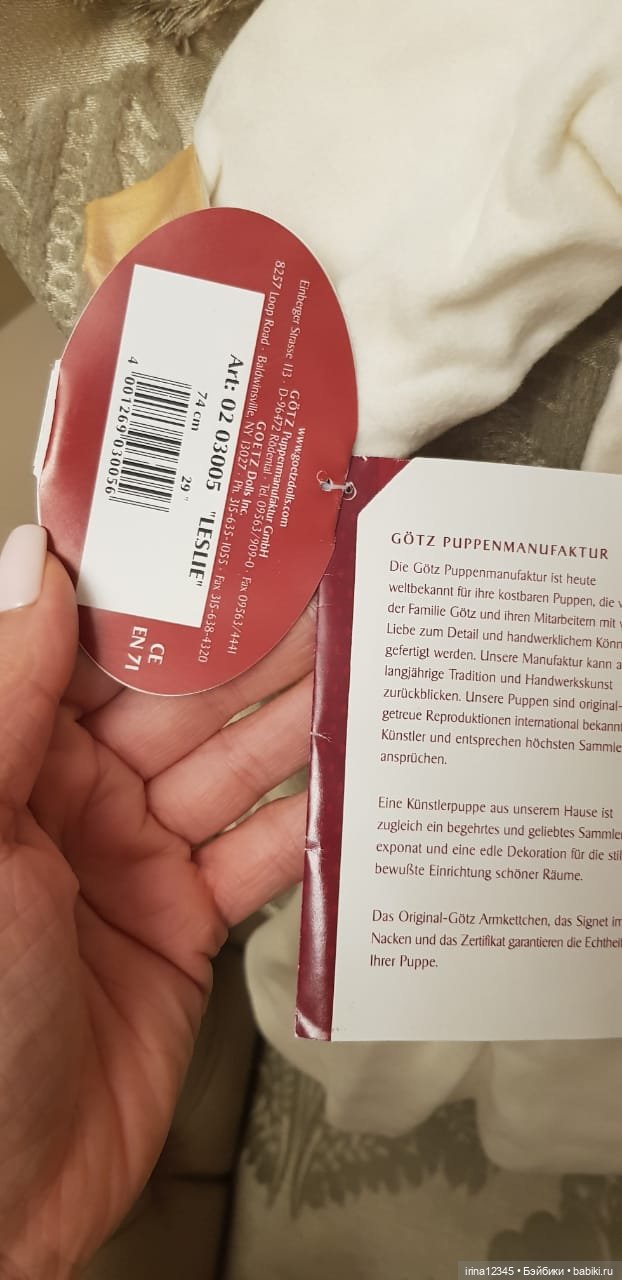 www.goetzdolls.com
GÖTZ Puppenmanufaktur GmbH
Einberger Strasse 113 · D-96472 Rödental · Tel. 09563/909-0 · Fax 09563/4441
GOETZ Dolls Inc.
8257 Loop Road · Baldwinsville, NY 13027 · Ph. 315-635-1055 · Fax 315-638-4320
Art: 02 03005 "LESLIE"
74 cm 29 "
4 001269 030056
CE
EN 71
GÖTZ PUPPENMANUFAKTUR
Die Götz Puppenmanufaktur ist heute
weltbekannt für ihre kostbaren Puppen, die v
der Familie Götz und ihren Mitarbeitern mit v
Liebe zum Detail und handwerklichem Könn
gefertigt werden. Unsere Manufaktur kann a
langjährige Tradition und Handwerkskunst
zurückblicken. Unsere Puppen sind original-
getreue Reproduktionen international bekannt
Künstler und entsprechen höchsten Sammle
ansprüchen.
Eine Künstlerpuppe aus unserem Hause ist
zugleich ein begehrtes und geliebtes Sammler
exponat und eine edle Dekoration für die stil
bewußte Einrichtung schöner Räume.
Das Original-Götz Armkettchen, das Signet im
Nacken und das Zertifikat garantieren die Echtheit
Ihrer Puppe.
irina12345 • Бэйбики • babiki.ru